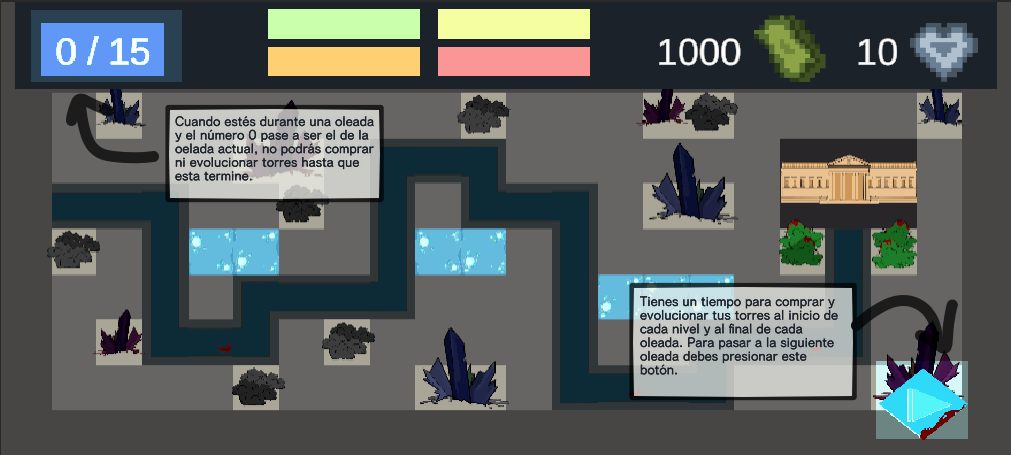 0 / 15
1000
10
Cuando estés durante una oleada
y el número 0 pase a ser el de la
oelada actual, no podrás comprar
ni evolucionar torres hasta que
esta termine.
Tienes un tiempo para comprar y
evolucionar tus torres al inicio de
cada nivel y al final de cada
oleada. Para pasar a la siguiente
oleada debes presionar este
botón.